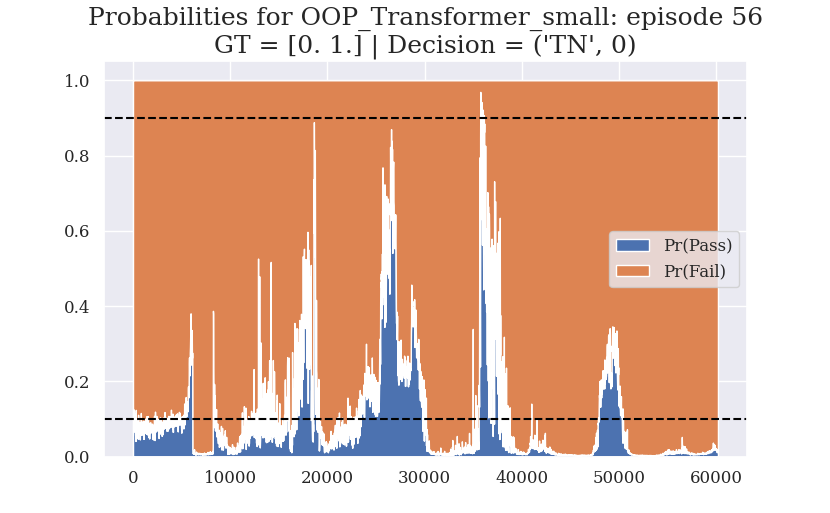 Probabilities for OOP_Transformer_small: episode 56
GT = [0. 1.] | Decision = ('TN', 0)
1.0
0.8
0.6
0.4
0.2
0.0
Pr(Pass)
Pr(Fail)
0 10000 20000 30000 40000 50000 60000